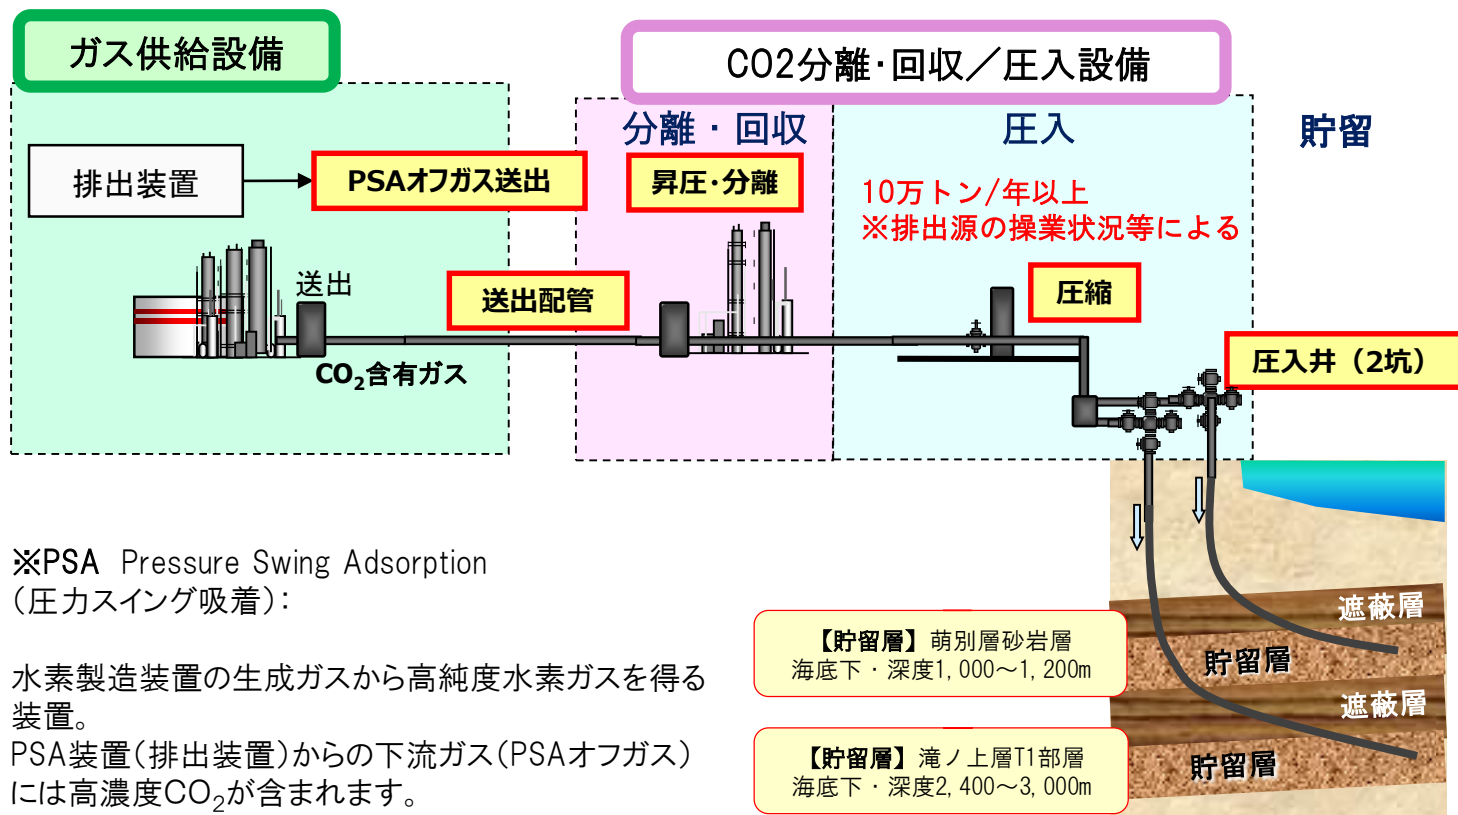 ガス供給設備
CO2分離・回収／圧入設備
分離・回収
圧入
貯留
排出装置
PSAオフガス送出
昇圧・分離
10万トン/年以上
※排出源の操業状況等による
送出
送出配管
圧縮
CO₂含有ガス
圧入井（2坑）
※PSA Pressure Swing Adsorption
（圧力スイング吸着）：
水素製造装置の生成ガスから高純度水素ガスを得る
装置。
PSA装置（排出装置）からの下流ガス（PSAオフガス）
には高濃度CO₂が含まれます。
【貯留層】萌別層砂岩層
海底下・深度1,000～1,200m
【貯留層】滝ノ上層T1部層
海底下・深度2,400～3,000m
遮蔽層
貯留層
遮蔽層
貯留層